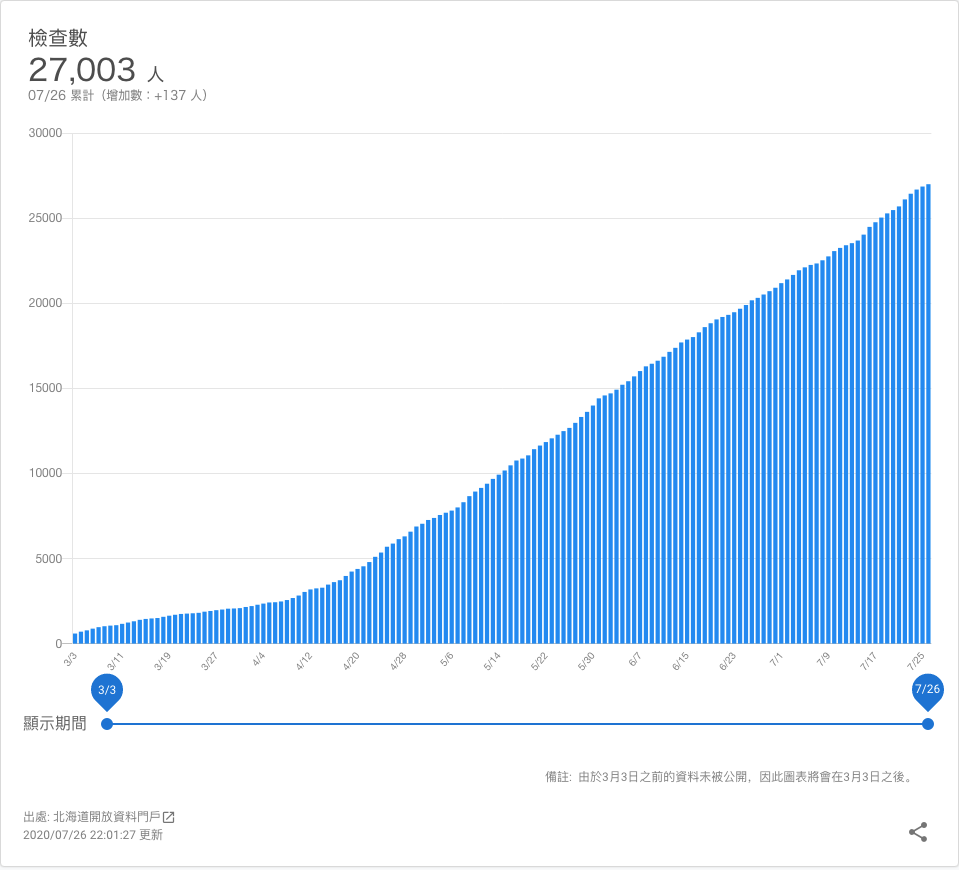 檢查數
27,003 人
07/26 累計（增加數：+137 人）
30000
25000
20000
15000
10000
5000
0
3/3 3/11 3/19 3/27 4/4 4/12 4/20 4/28 5/6 5/14 5/22 5/30 6/7 6/15 6/23 7/1 7/9 7/17 7/25
3/3 7/26
顯示期間
備註: 由於3月3日之前的資料未被公開，因此圖表將會在3月3日之後。
出處: 北海道開放資料門戶
2020/07/26 22:01:27 更新